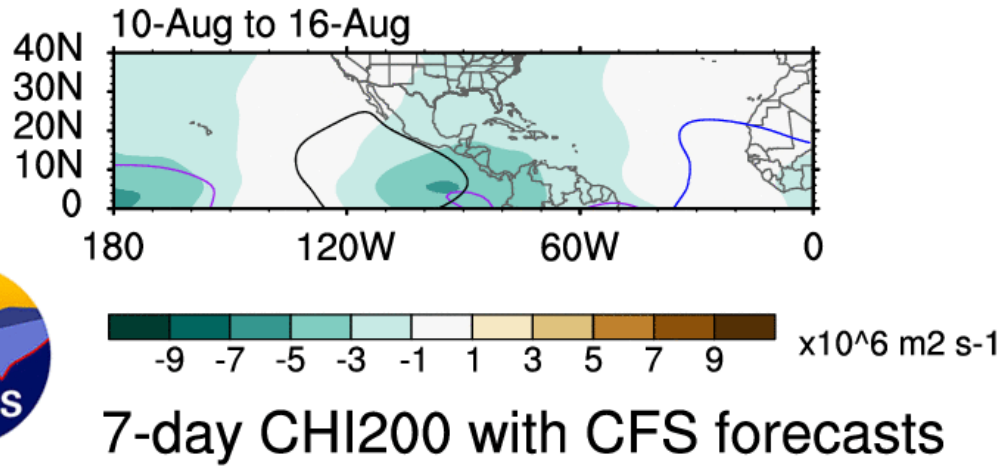 10-Aug to 16-Aug
40N
30N
20N
10N
0
180 120W 60W 0
-9 -7 -5 -3 -1 1 3 5 7 9
x10^6 m2 s-1
S
7-day CHI200 with CFS forecasts